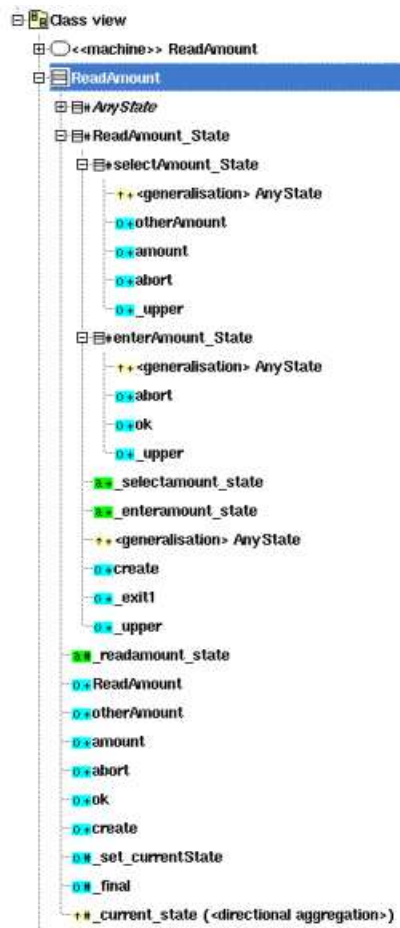 Class view
<<machine>> ReadAmount
ReadAmount
AnyState
ReadAmount_State
selectAmount_State
<generalisation> AnyState
otherAmount
amount
abort
_upper
enterAmount_State
<generalisation> AnyState
abort
ok
_upper
_selectamount_state
_enteramount_state
<generalisation> AnyState
create
_exit1
_upper
_readamount_state
ReadAmount
otherAmount
amount
abort
ok
create
_set_currentState
_final
_current_state (<directional aggregation>)